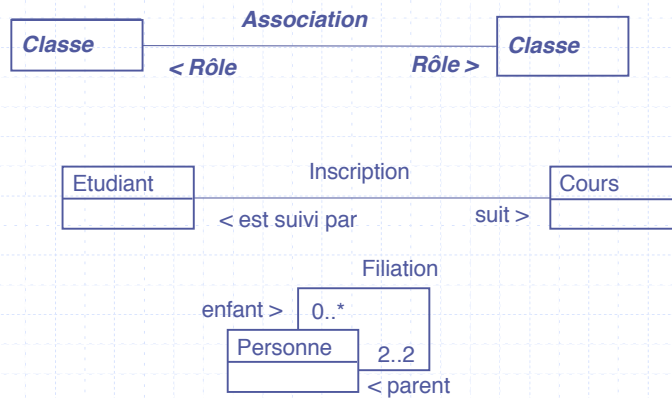 Association
Classe
Classe
< Rôle
Rôle >
Inscription
Etudiant
Cours
< est suivi par
suit >
Filiation
enfant >
0..*
Personne
2..2
< parent